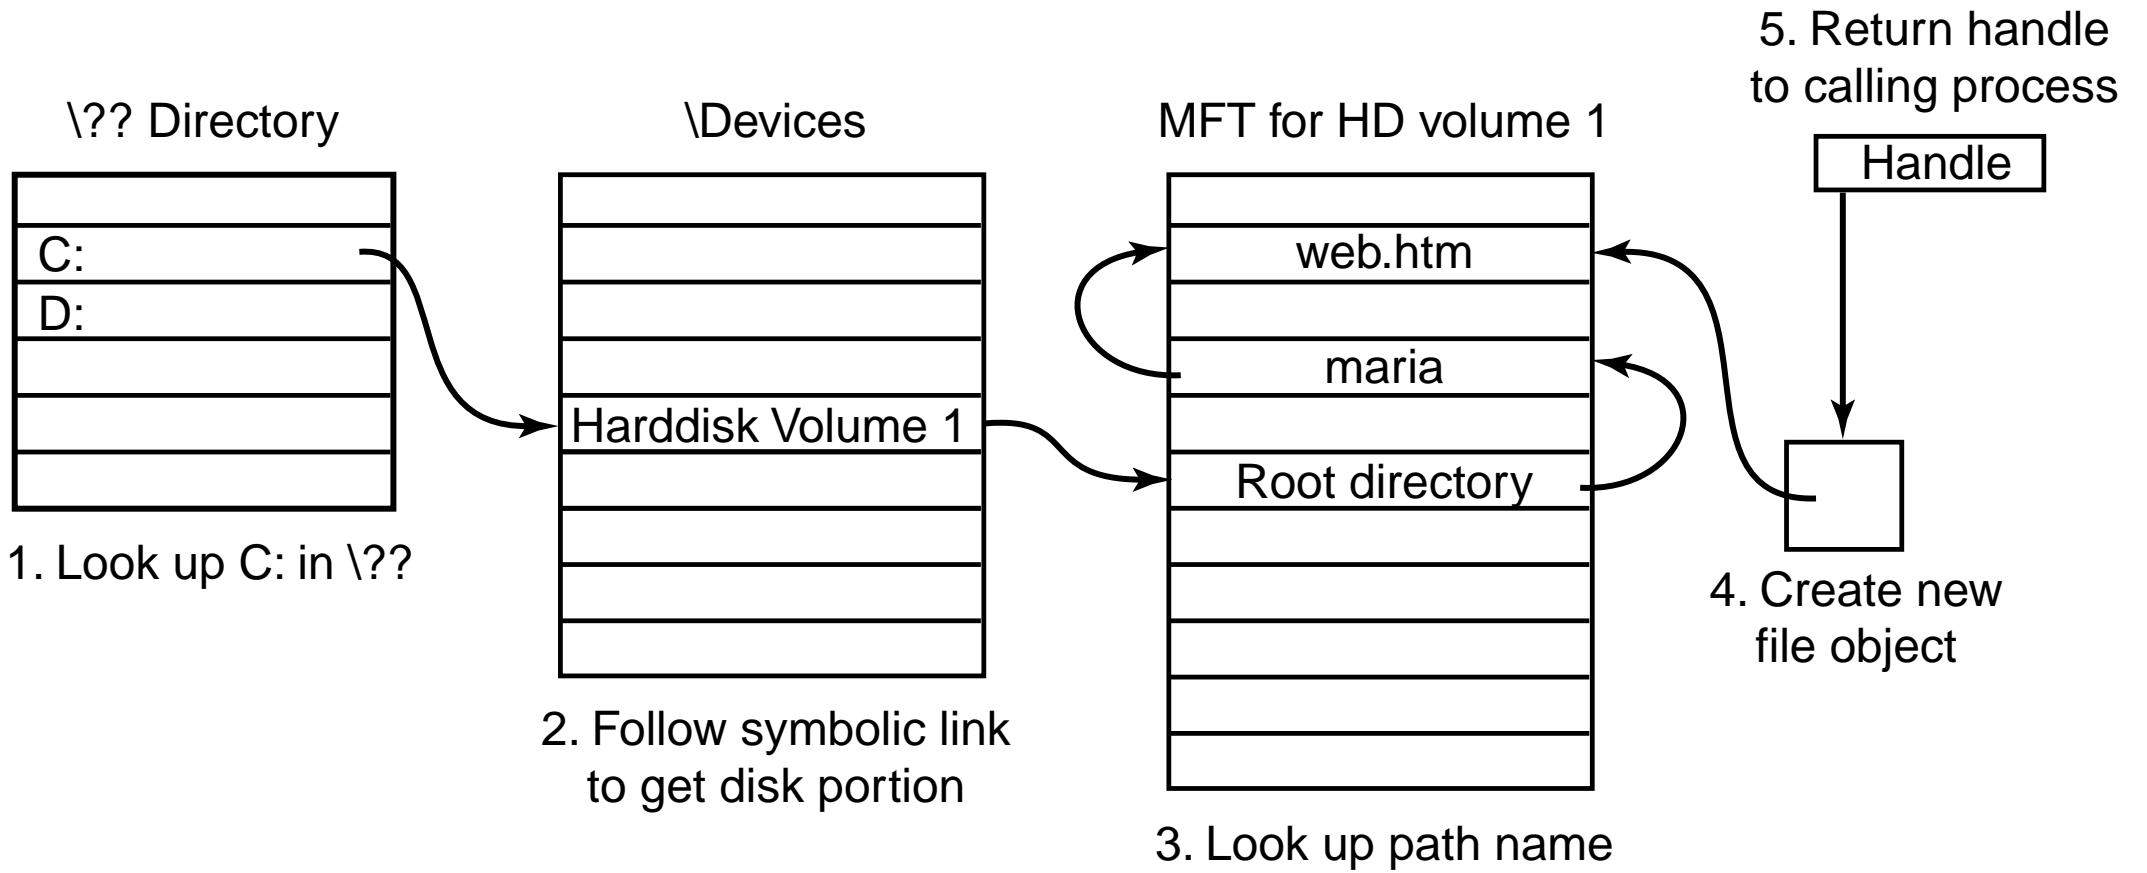 5. Return handle
to calling process
\?? Directory
\Devices
MFT for HD volume 1
Handle
C:
D:
Harddisk Volume 1
web.htm
maria
Root directory
1. Look up C: in \??
2. Follow symbolic link
to get disk portion
3. Look up path name
4. Create new
file object